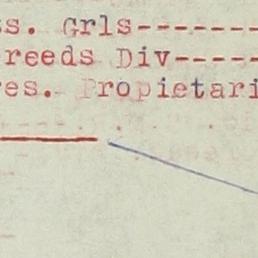 s. Grls-------
reeds Div-----
es. Propietari